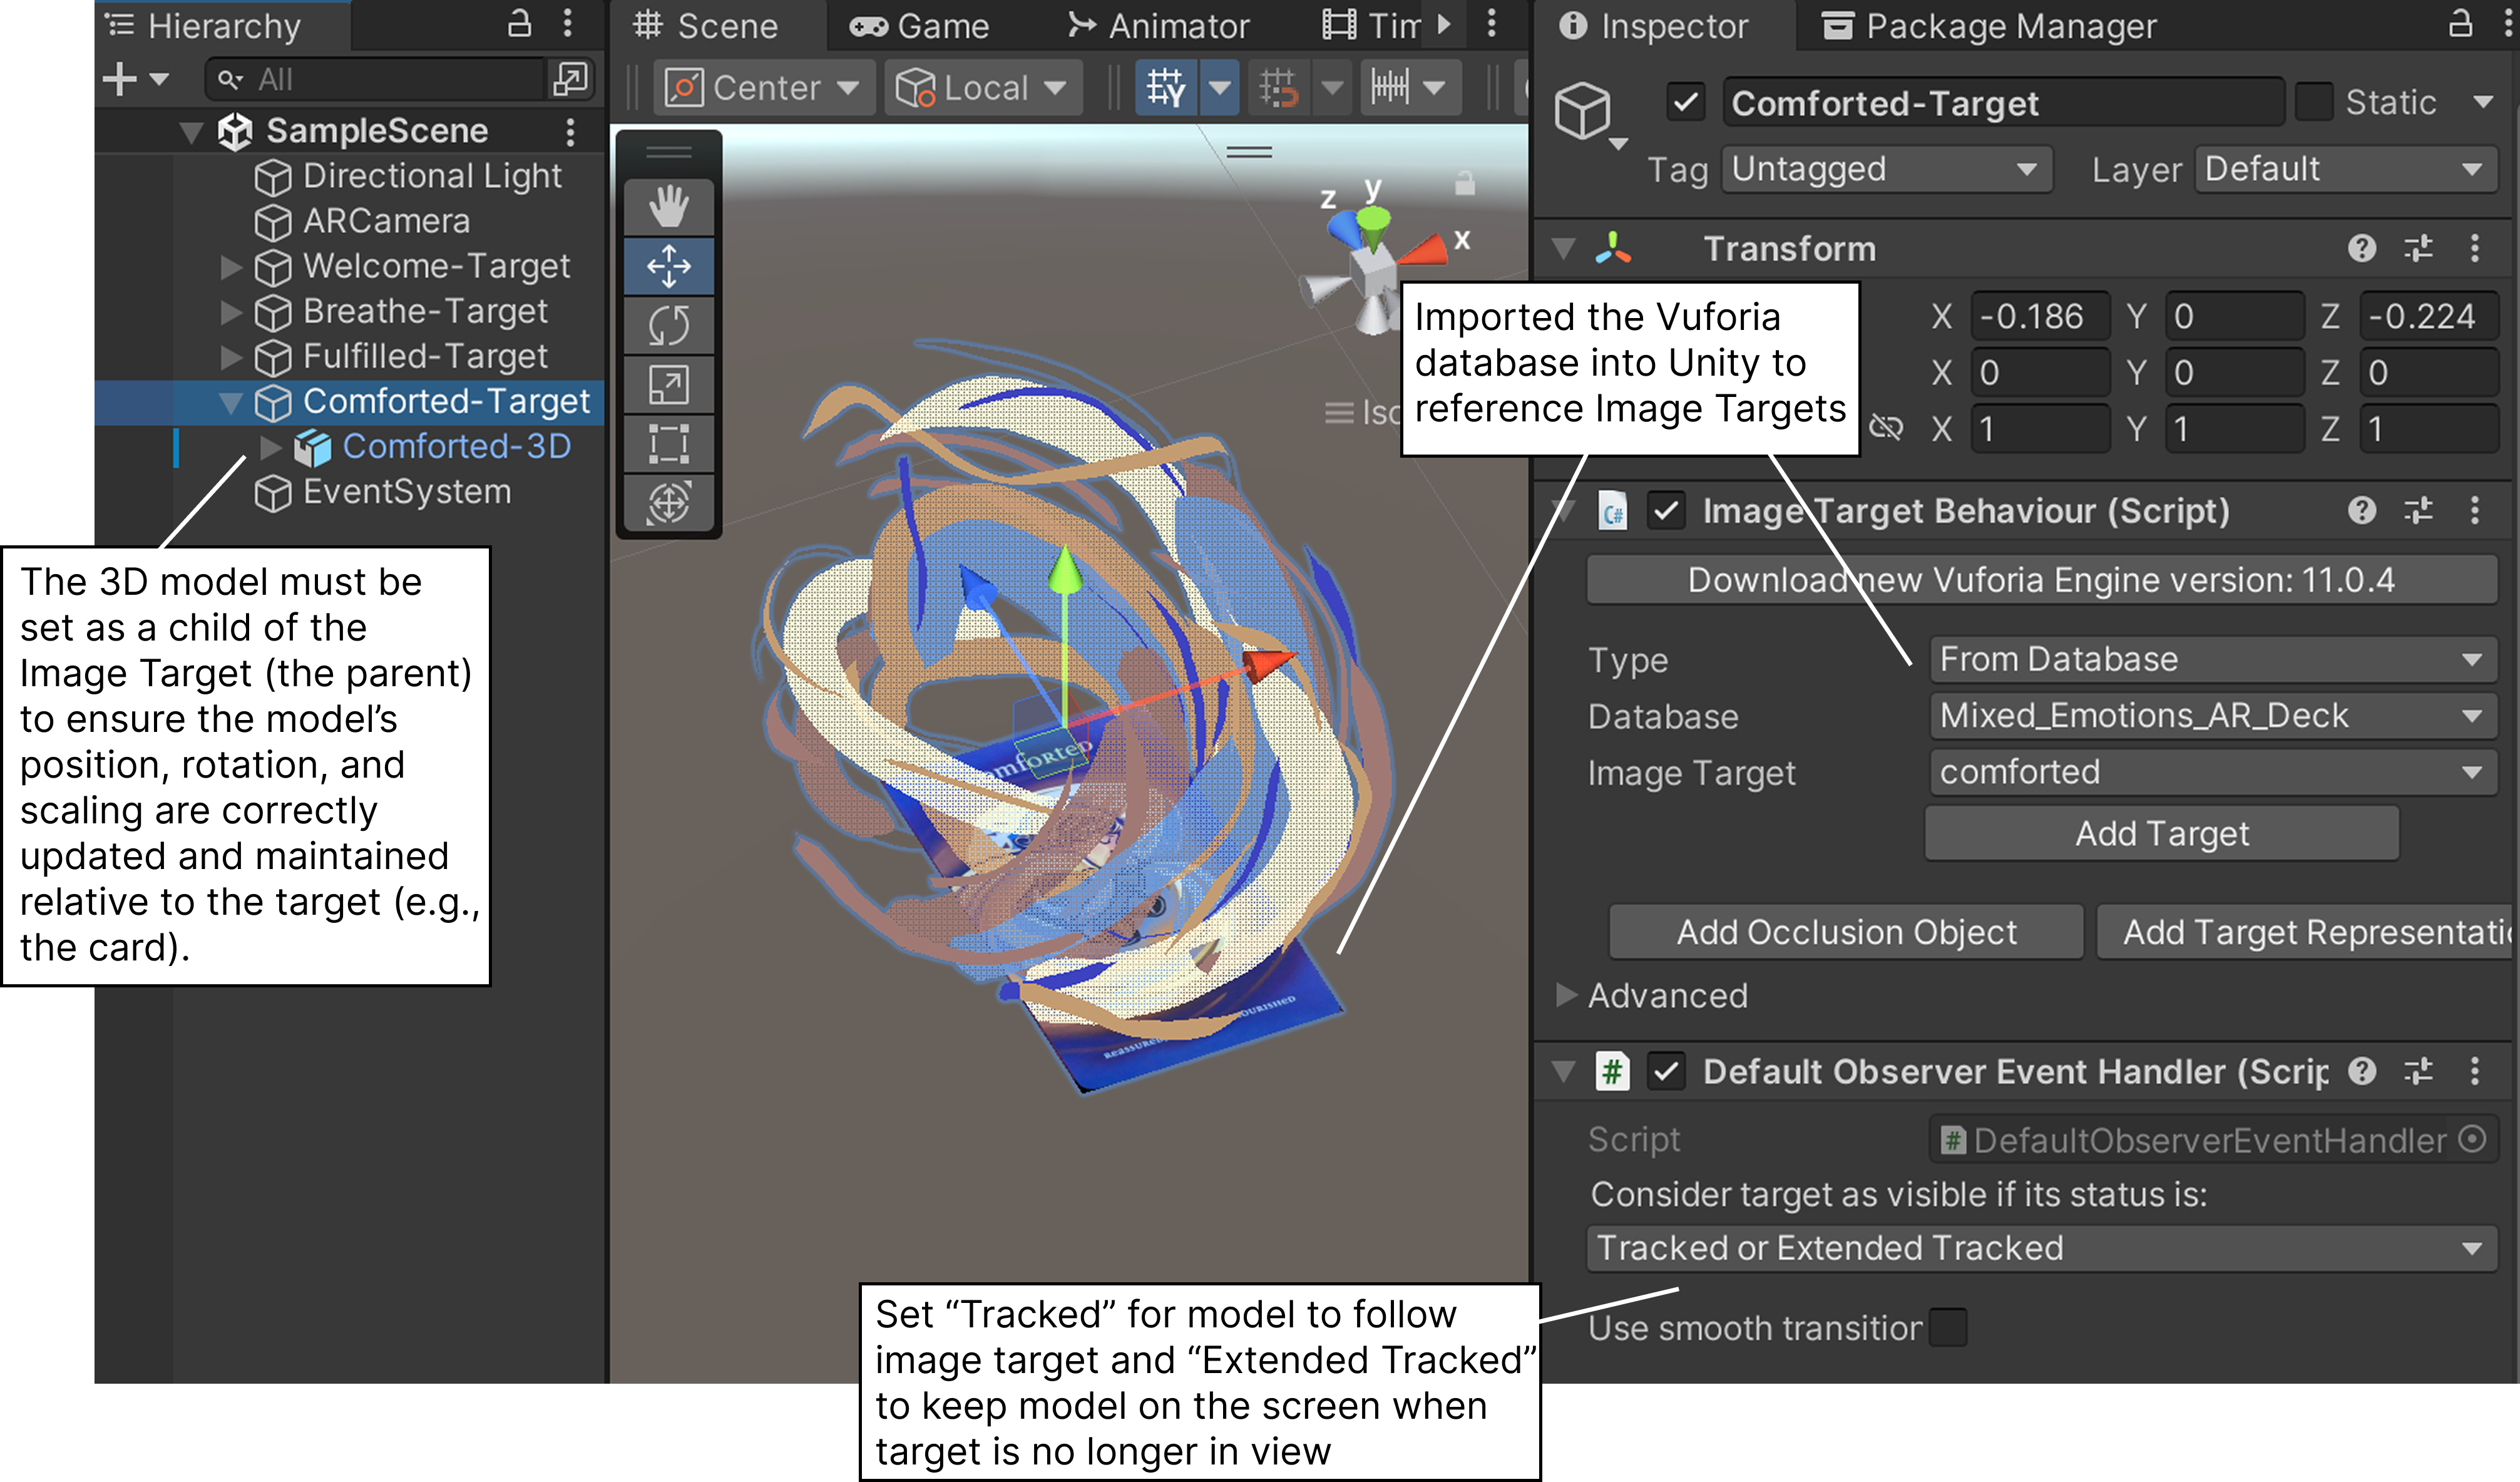 Hierarchy
All
SampleScene
Directional Light
ARCamera
Welcome-Target
Breathe-Target
Fulfilled-Target
Comforted-Target
Comforted-3D
EventSystem
The 3D model must be
set as a child of the
Image Target (the parent)
to ensure the model’s
position, rotation, and
scaling are correctly
updated and maintained
relative to the target (e.g.,
the card).
Scene Game Animator Tim
Center Local
z y x
Iso
omforted
Reassured
ourished
Imported the Vuforia
database into Unity to
reference Image Targets
Set “Tracked” for model to follow
image target and “Extended Tracked”
to keep model on the screen when
target is no longer in view
Inspector Package Manager
Comforted-Target Static
Tag Untagged Layer Default
Transform
X -0.186 Y 0 Z -0.224
X 0 Y 0 Z 0
X 1 Y 1 Z 1
Image Target Behaviour (Script)
Download new Vuforia Engine version: 11.0.4
Type From Database
Database Mixed_Emotions_AR_Deck
Image Target comforted
Add Target
Add Occlusion Object Add Target Representatio
Advanced
Default Observer Event Handler (Scrip
Script DefaultObserverEventHandler
Consider target as visible if its status is:
Tracked or Extended Tracked
Use smooth transition